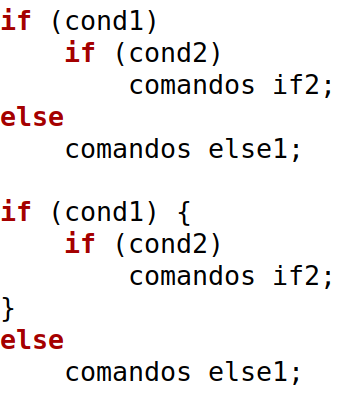 if (cond1)
    if (cond2)
        comandos if2;
else
    comandos else1;

if (cond1) {
    if (cond2)
        comandos if2;
}
else
    comandos else1;